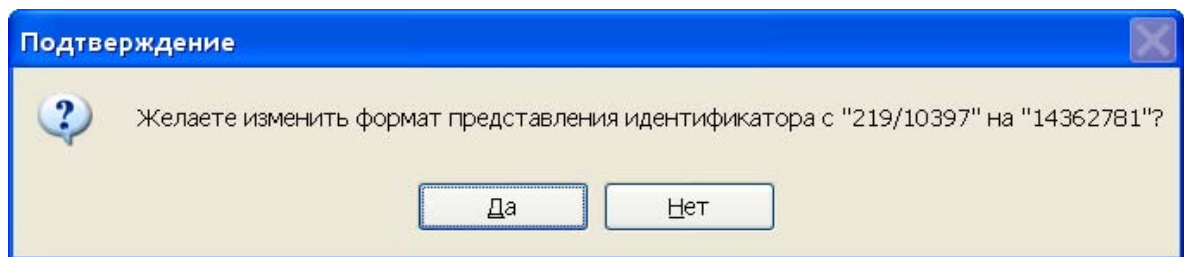 Подтверждение
Желаете изменить формат представления идентификатора с "219/10397" на "14362781"?
Да
Нет